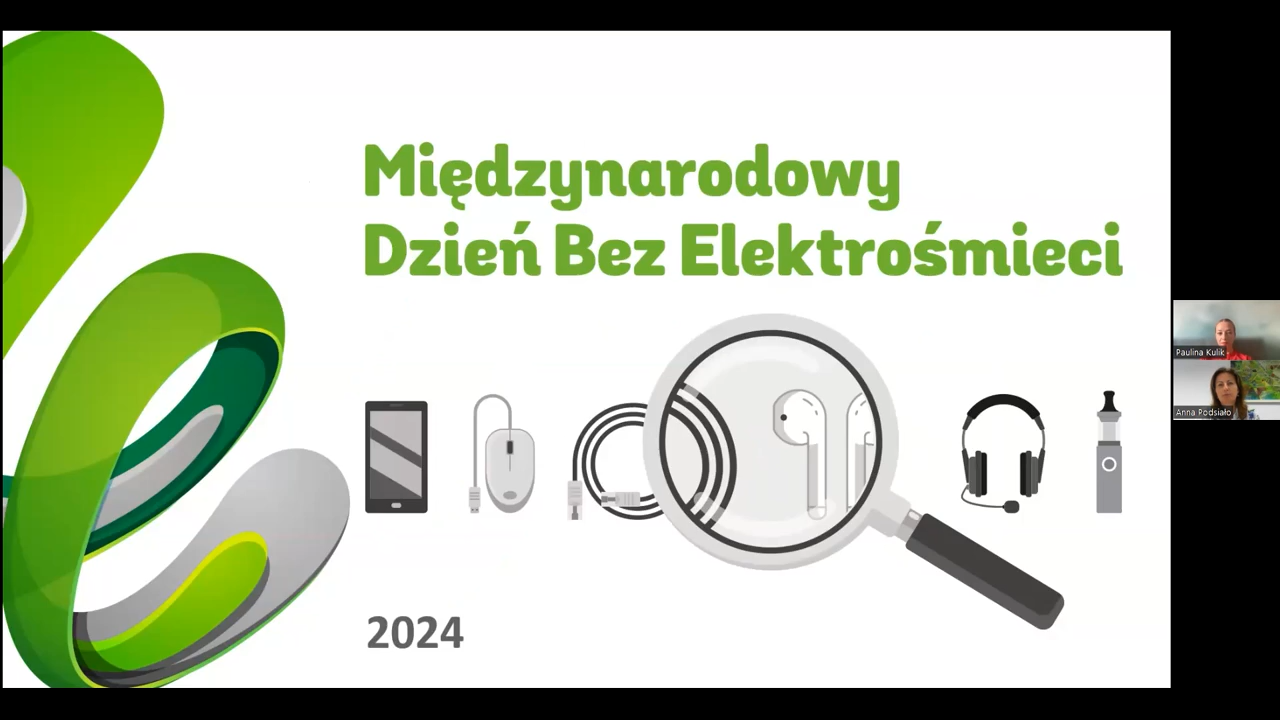 Międzynarodowy
Dzień Bez Elektrośmieci
2024
Paulina Kulik
Anna Podsiało